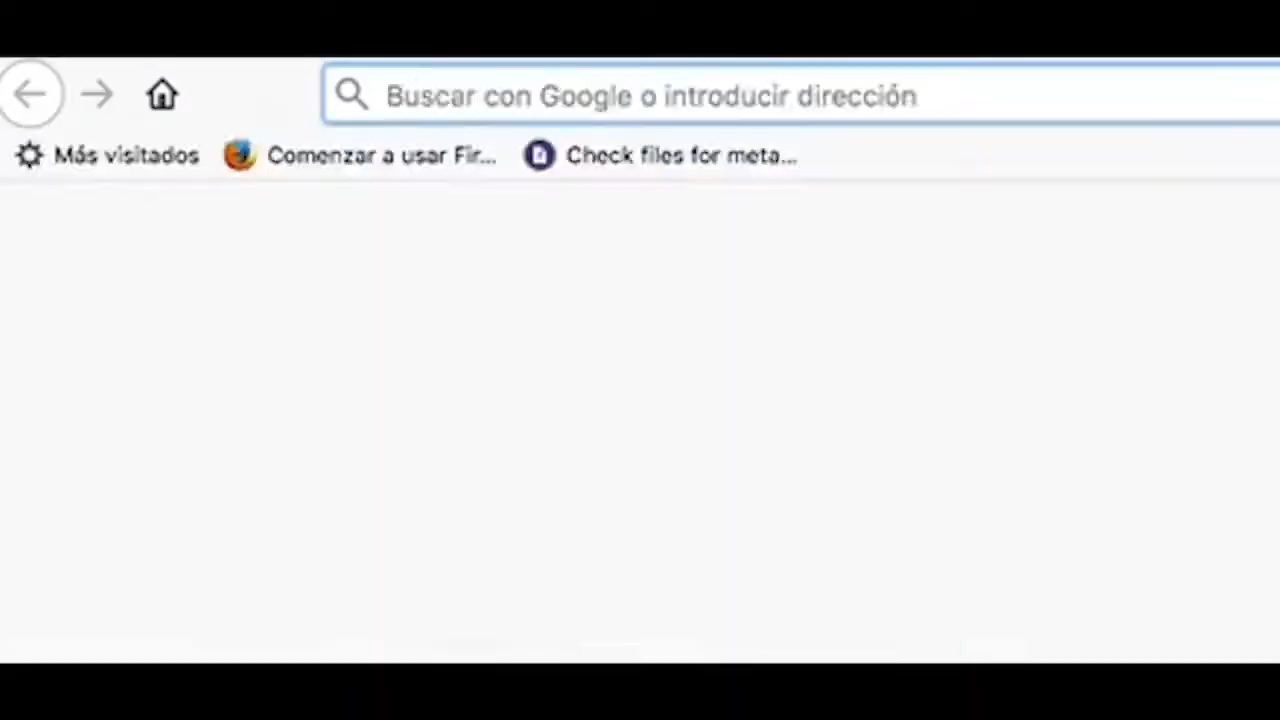 Buscar con Google o introducir dirección
Más visitados Comenzar a usar Fir... Check files for meta...